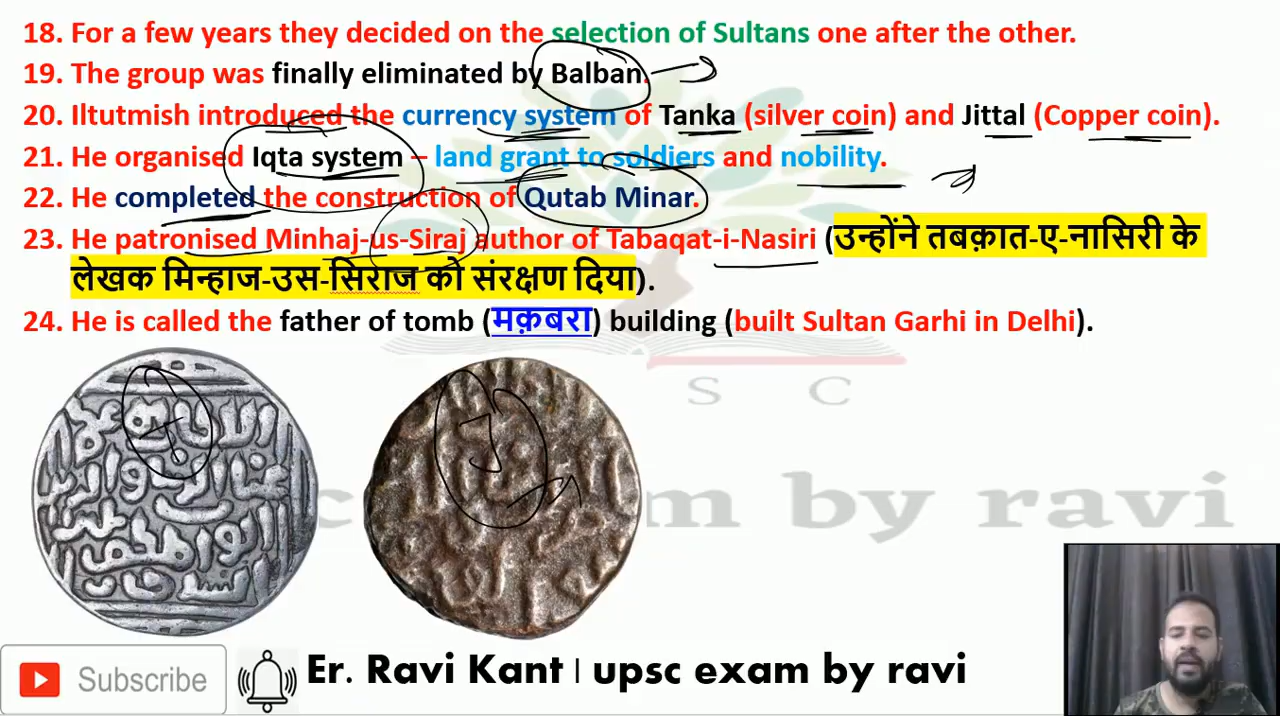 18. For a few years they decided on the selection of Sultans one after the other.
19. The group was finally eliminated by Balban.
20. Iltutmish introduced the currency system of Tanka (silver coin) and Jittal (Copper coin).
21. He organised Iqta system – land grant to soldiers and nobility.
22. He completed the construction of Qutab Minar.
23. He patronised Minhaj-us-Siraj author of Tabaqat-i-Nasiri (उन्होंने तबक़ात-ए-नासिरी के
लेखक मिन्हाज-उस-सिराज को संरक्षण दिया).
24. He is called the father of tomb (मक़बरा) building (built Sultan Garhi in Delhi).
S C
T
J
m by ravi
Subscribe
Er. Ravi Kant | upsc exam by ravi